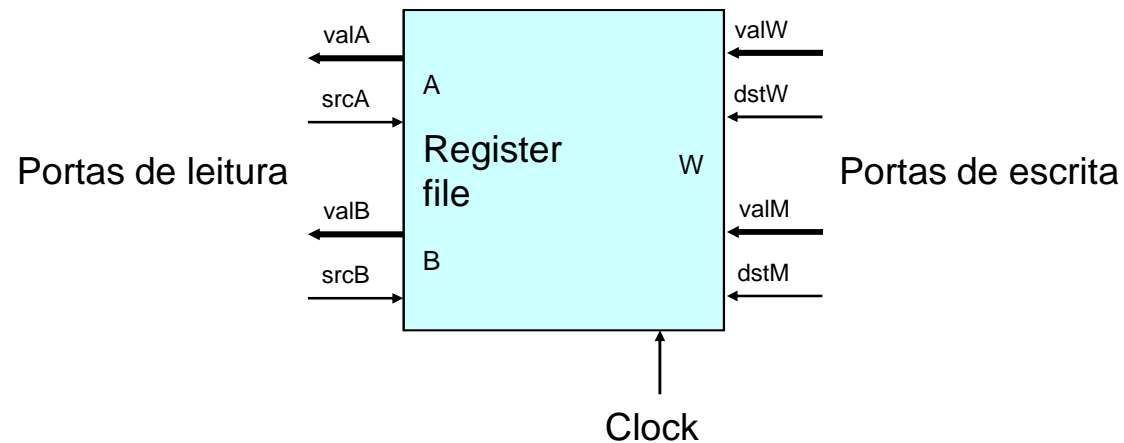 valA
valW
A
srcA
dstW
Register
file
W
Portas de leitura
Portas de escrita
valB
valM
B
srcB
dstM
Clock